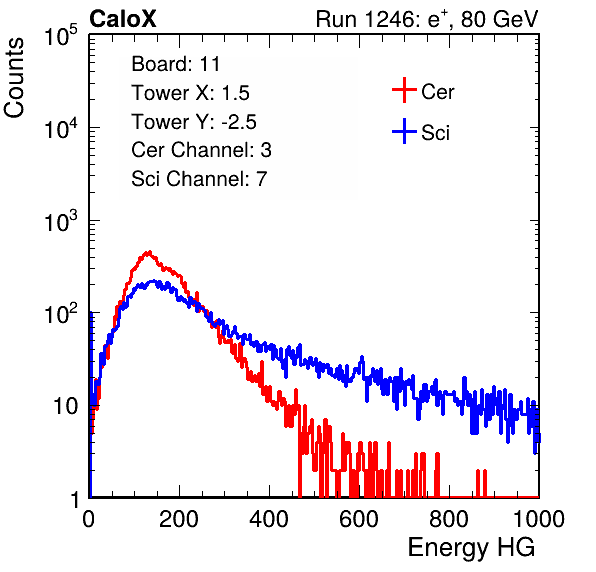 CaloX Run 1246: e⁺, 80 GeV
Counts
10⁵
10⁴
10³
10²
10
1
Board: 11
Tower X: 1.5
Tower Y: -2.5
Cer Channel: 3
Sci Channel: 7
Cer
Sci
0 200 400 600 800 1000
Energy HG